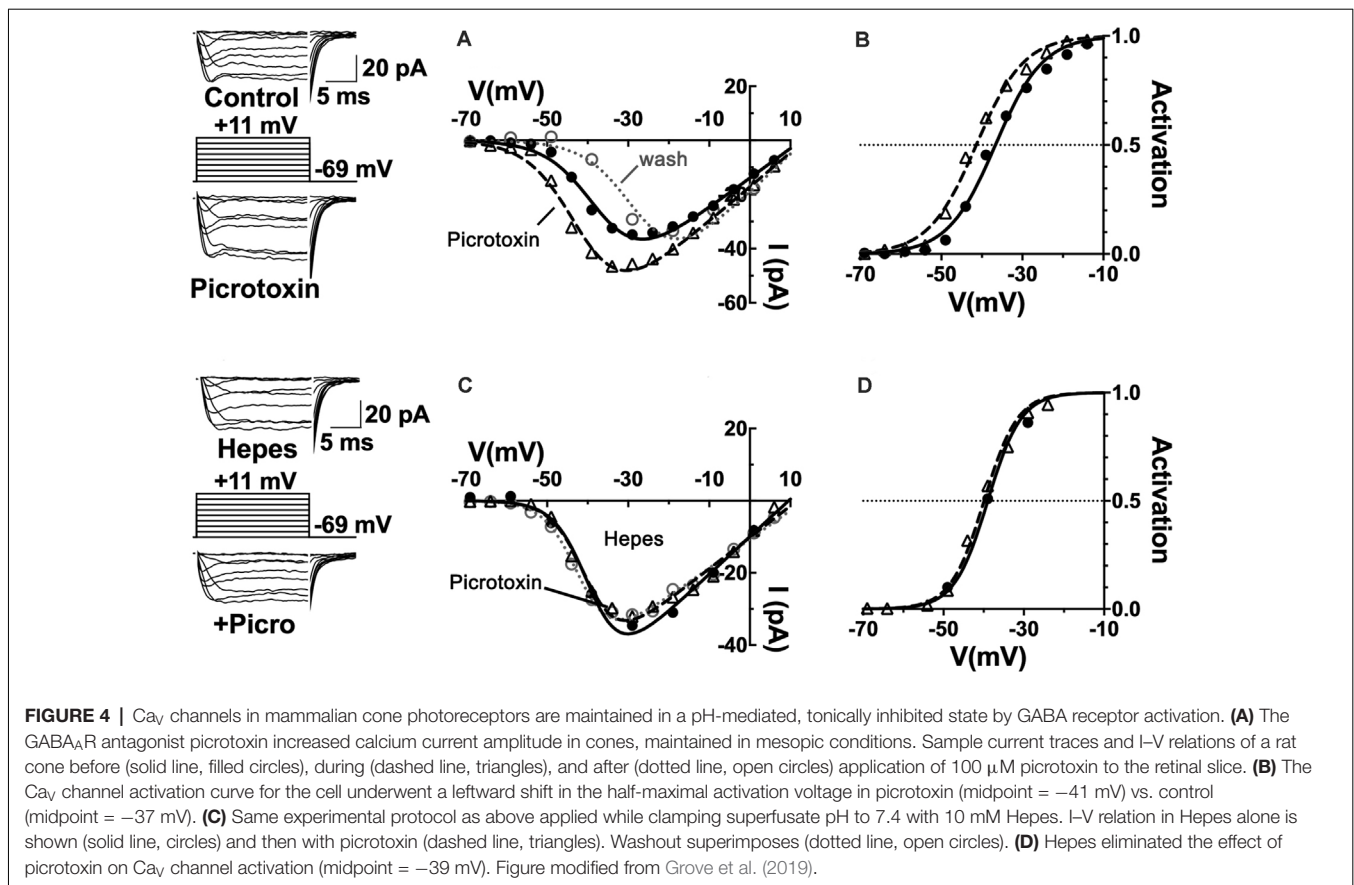 A
B
Control
20 pA
5 ms
+11 mV
-69 mV
Picrotoxin
V(mV)
-70
-50
-30
-10
10
20
wash
Picrotoxin
-40
-60
I (pA)
1.0
0.5
0.0
Activation
-70
-50
-30
-10
V(mV)
C
D
Hepes
20 pA
5 ms
+11 mV
-69 mV
+Picro
V(mV)
-70
-50
-30
-10
10
20
Hepes
Picrotoxin
-20
-40
I (pA)
1.0
0.5
0.0
Activation
-70
-50
-30
-10
V(mV)
FIGURE 4 | CaV channels in mammalian cone photoreceptors are maintained in a pH-mediated, tonically inhibited state by GABA receptor activation. (A) The
GABAAR antagonist picrotoxin increased calcium current amplitude in cones, maintained in mesopic conditions. Sample current traces and I–V relations of a rat
cone before (solid line, filled circles), during (dashed line, triangles), and after (dotted line, open circles) application of 100 μM picrotoxin to the retinal slice. (B) The
CaV channel activation curve for the cell underwent a leftward shift in the half-maximal activation voltage in picrotoxin (midpoint = −41 mV) vs. control
(midpoint = −37 mV). (C) Same experimental protocol as above applied while clamping superfusate pH to 7.4 with 10 mM Hepes. I–V relation in Hepes alone is
shown (solid line, circles) and then with picrotoxin (dashed line, triangles). Washout superimposes (dotted line, open circles). (D) Hepes eliminated the effect of
picrotoxin on CaV channel activation (midpoint = −39 mV). Figure modified from Grove et al. (2019).